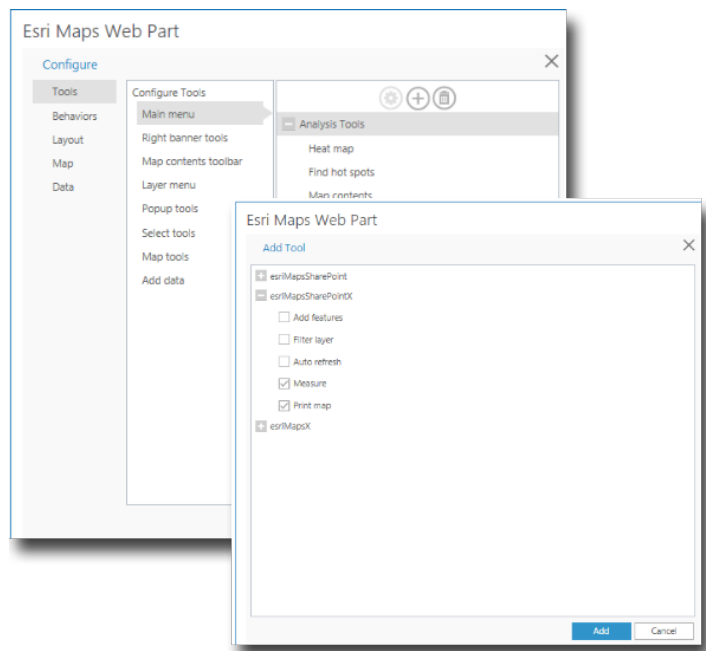 Esri Maps Web Part
Configure
Tools
Behaviors
Layout
Map
Data
Configure Tools
Main menu
Right banner tools
Map contents toolbar
Layer menu
Popup tools
Select tools
Map tools
Add data
Analysis Tools
Heat map
Find hot spots
Map contents
Esri Maps Web Part
Add Tool
esriMapsSharePoint
esriMapsSharePointX
Add features
Filter layer
Auto refresh
Measure
Print map
esriMapsX
Add
Cancel